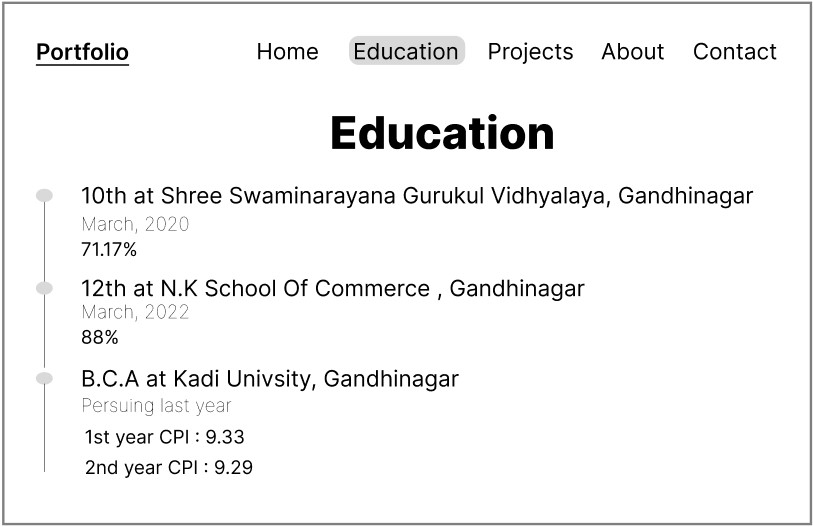 Portfolio Home Education Projects About Contact
Education
10th at Shree Swaminarayana Gurukul Vidhyalaya, Gandhinagar
March, 2020
71.17%
12th at N.K School Of Commerce , Gandhinagar
March, 2022
88%
B.C.A at Kadi Univsity, Gandhinagar
Persuing last year
1st year CPI : 9.33
2nd year CPI : 9.29